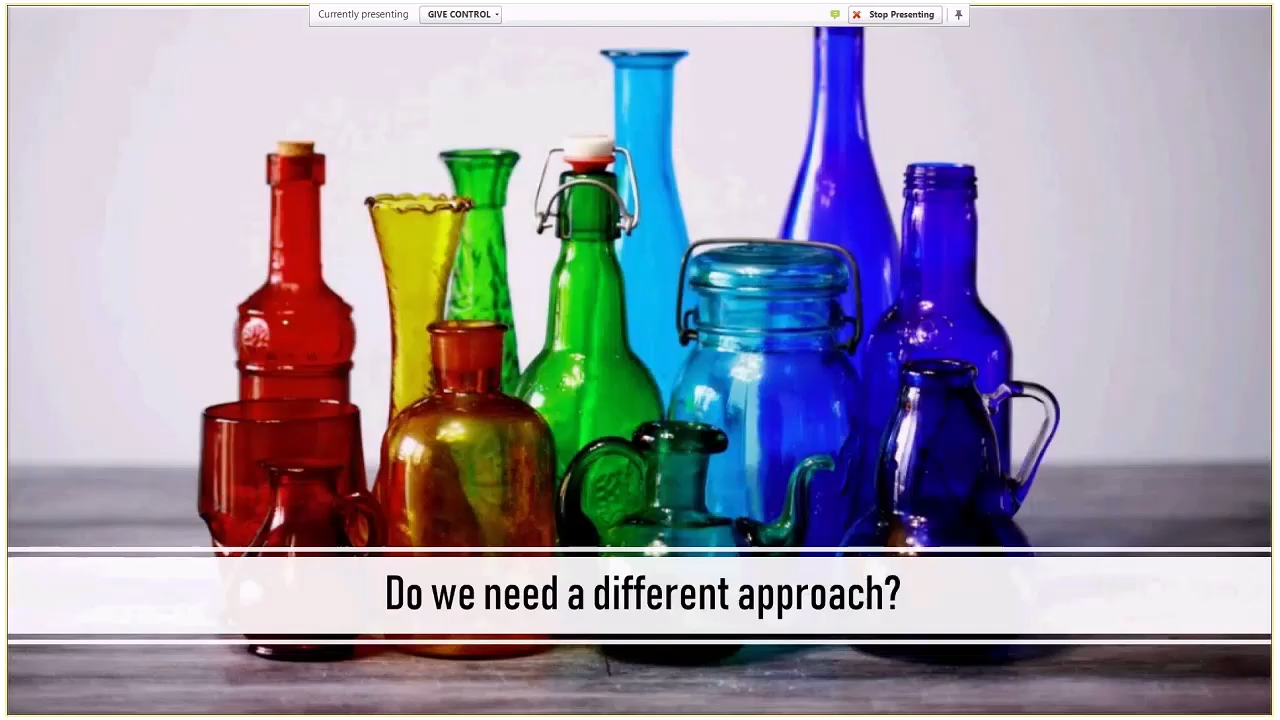 Currently presenting GIVE CONTROL Stop Presenting
Do we need a different approach?